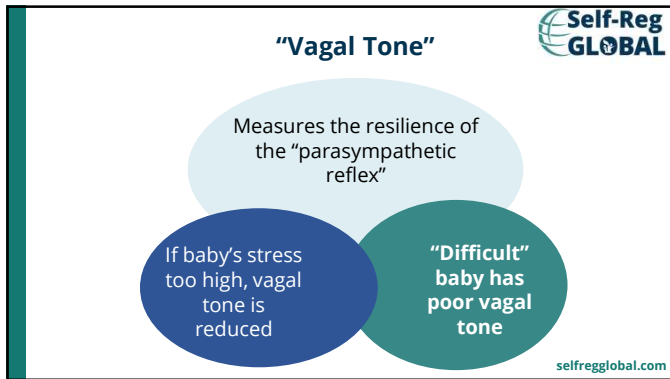 Self-Reg
GLOBAL
“Vagal Tone”
Measures the resilience of
the “parasympathetic
reflex”
If baby’s stress
too high, vagal
tone is
reduced
“Difficult”
baby has
poor vagal
tone
selfregglobal.com